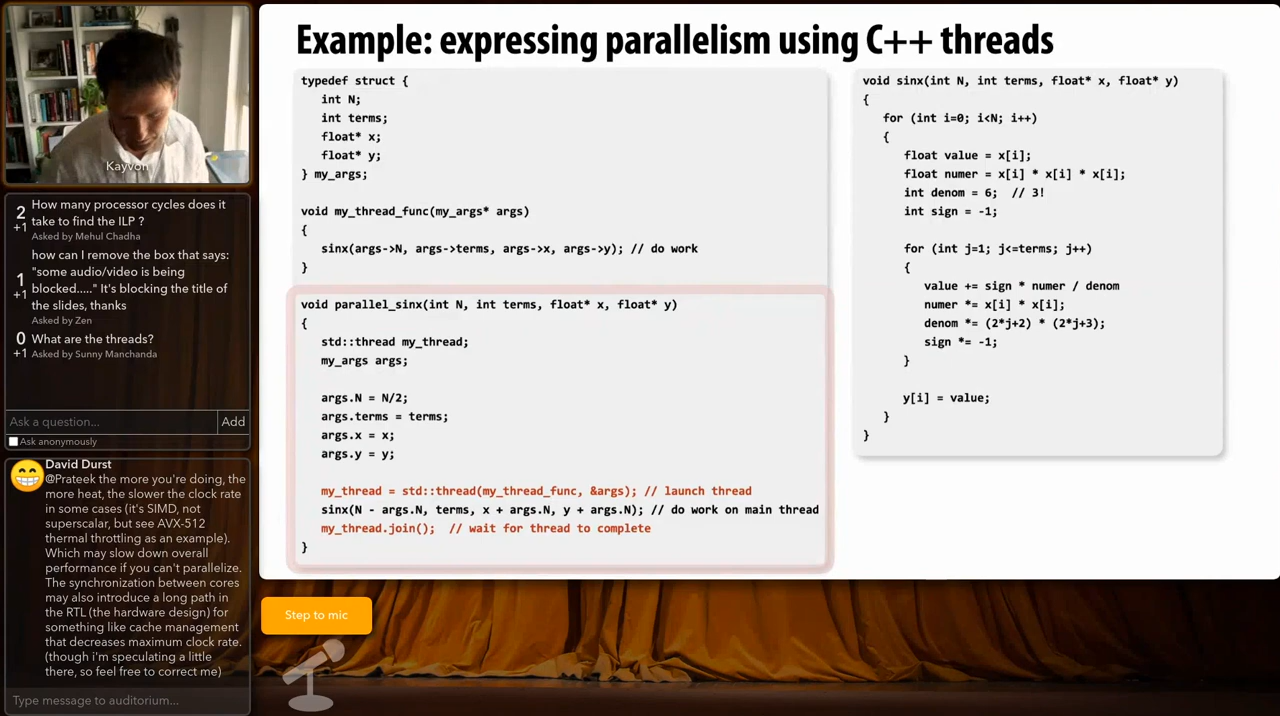 Kayvon
2 How many processor cycles does it
+1 take to find the ILP ?
Asked by Mehul Chadha
how can I remove the box that says:
"some audio/video is being
1 blocked....." It's blocking the title of
+1 the slides, thanks
Asked by Zen
0 What are the threads?
+1 Asked by Sunny Manchanda
Ask a question...
Add
Ask anonymously
David Durst
@Prateek the more you're doing, the
more heat, the slower the clock rate
in some cases (it's SIMD, not
superscalar, but see AVX-512
thermal throttling as an example).
Which may slow down overall
performance if you can't parallelize.
The synchronization between cores
may also introduce a long path in
the RTL (the hardware design) for
something like cache management
that decreases maximum clock rate.
(though i'm speculating a little
there, so feel free to correct me)
Type message to auditorium...
Example: expressing parallelism using C++ threads
typedef struct {
int N;
int terms;
float* x;
float* y;
} my_args;
void my_thread_func(my_args* args)
{
sinx(args->N, args->terms, args->x, args->y); // do work
}
void parallel_sinx(int N, int terms, float* x, float* y)
{
std::thread my_thread;
my_args args;
args.N = N/2;
args.terms = terms;
args.x = x;
args.y = y;
my_thread = std::thread(my_thread_func, &args); // launch thread
sinx(N - args.N, terms, x + args.N, y + args.N); // do work on main thread
my_thread.join(); // wait for thread to complete
}
void sinx(int N, int terms, float* x, float* y)
{
for (int i=0; i<N; i++)
{
float value = x[i];
float numer = x[i] * x[i] * x[i];
int denom = 6; // 3!
int sign = -1;
for (int j=1; j<=terms; j++)
{
value += sign * numer / denom
numer *= x[i] * x[i];
denom *= (2*j+2) * (2*j+3);
sign *= -1;
}
y[i] = value;
}
}
Step to mic